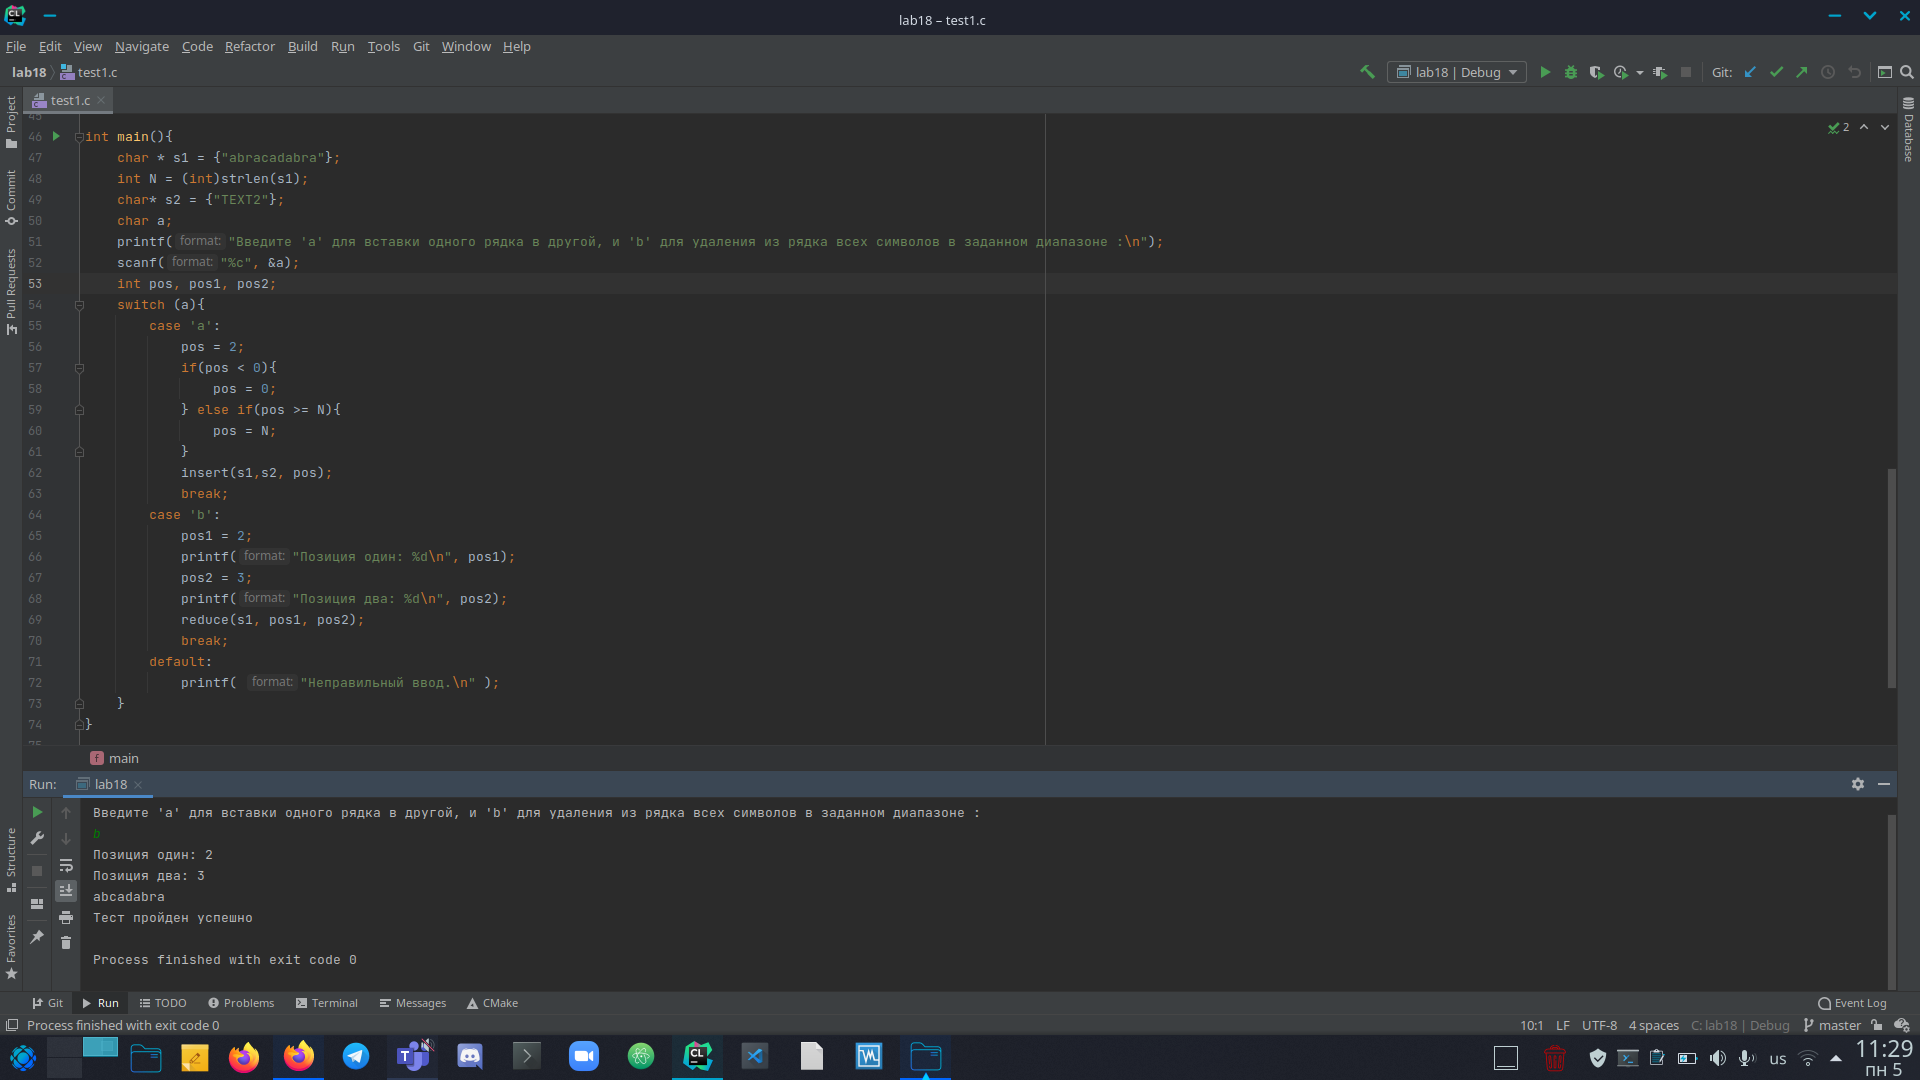 lab18 – test1.c
File Edit View Navigate Code Refactor Build Run Tools Git Window Help
lab18 test1.c lab18 | Debug Git:
test1.c
Project
Commit
Pull Requests
Structure
Favorites
Database
2
45
46 int main(){
47 char * s1 = {"abracadabra"};
48 int N = (int)strlen(s1);
49 char* s2 = {"TEXT2"};
50 char a;
51 printf( format: "Введите 'a' для вставки одного рядка в другой, и 'b' для удаления из рядка всех символов в заданном диапазоне :\n");
52 scanf( format: "%c", &a);
53 int pos, pos1, pos2;
54 switch (a){
55 case 'a':
56 pos = 2;
57 if(pos < 0){
58 pos = 0;
59 } else if(pos >= N){
60 pos = N;
61 }
62 insert(s1,s2, pos);
63 break;
64 case 'b':
65 pos1 = 2;
66 printf( format: "Позиция один: %d\n", pos1);
67 pos2 = 3;
68 printf( format: "Позиция два: %d\n", pos2);
69 reduce(s1, pos1, pos2);
70 break;
71 default:
72 printf( format: "Неправильный ввод.\n" );
73 }
74 }
75
f main
Run: lab18
Введите 'a' для вставки одного рядка в другой, и 'b' для удаления из рядка всех символов в заданном диапазоне :
b
Позиция один: 2
Позиция два: 3
abcadabra
Тест пройден успешно
Process finished with exit code 0
Git Run TODO Problems Terminal Messages CMake Event Log
Process finished with exit code 0 10:1 LF UTF-8 4 spaces C: lab18 | Debug master
us 11:29
пн 5